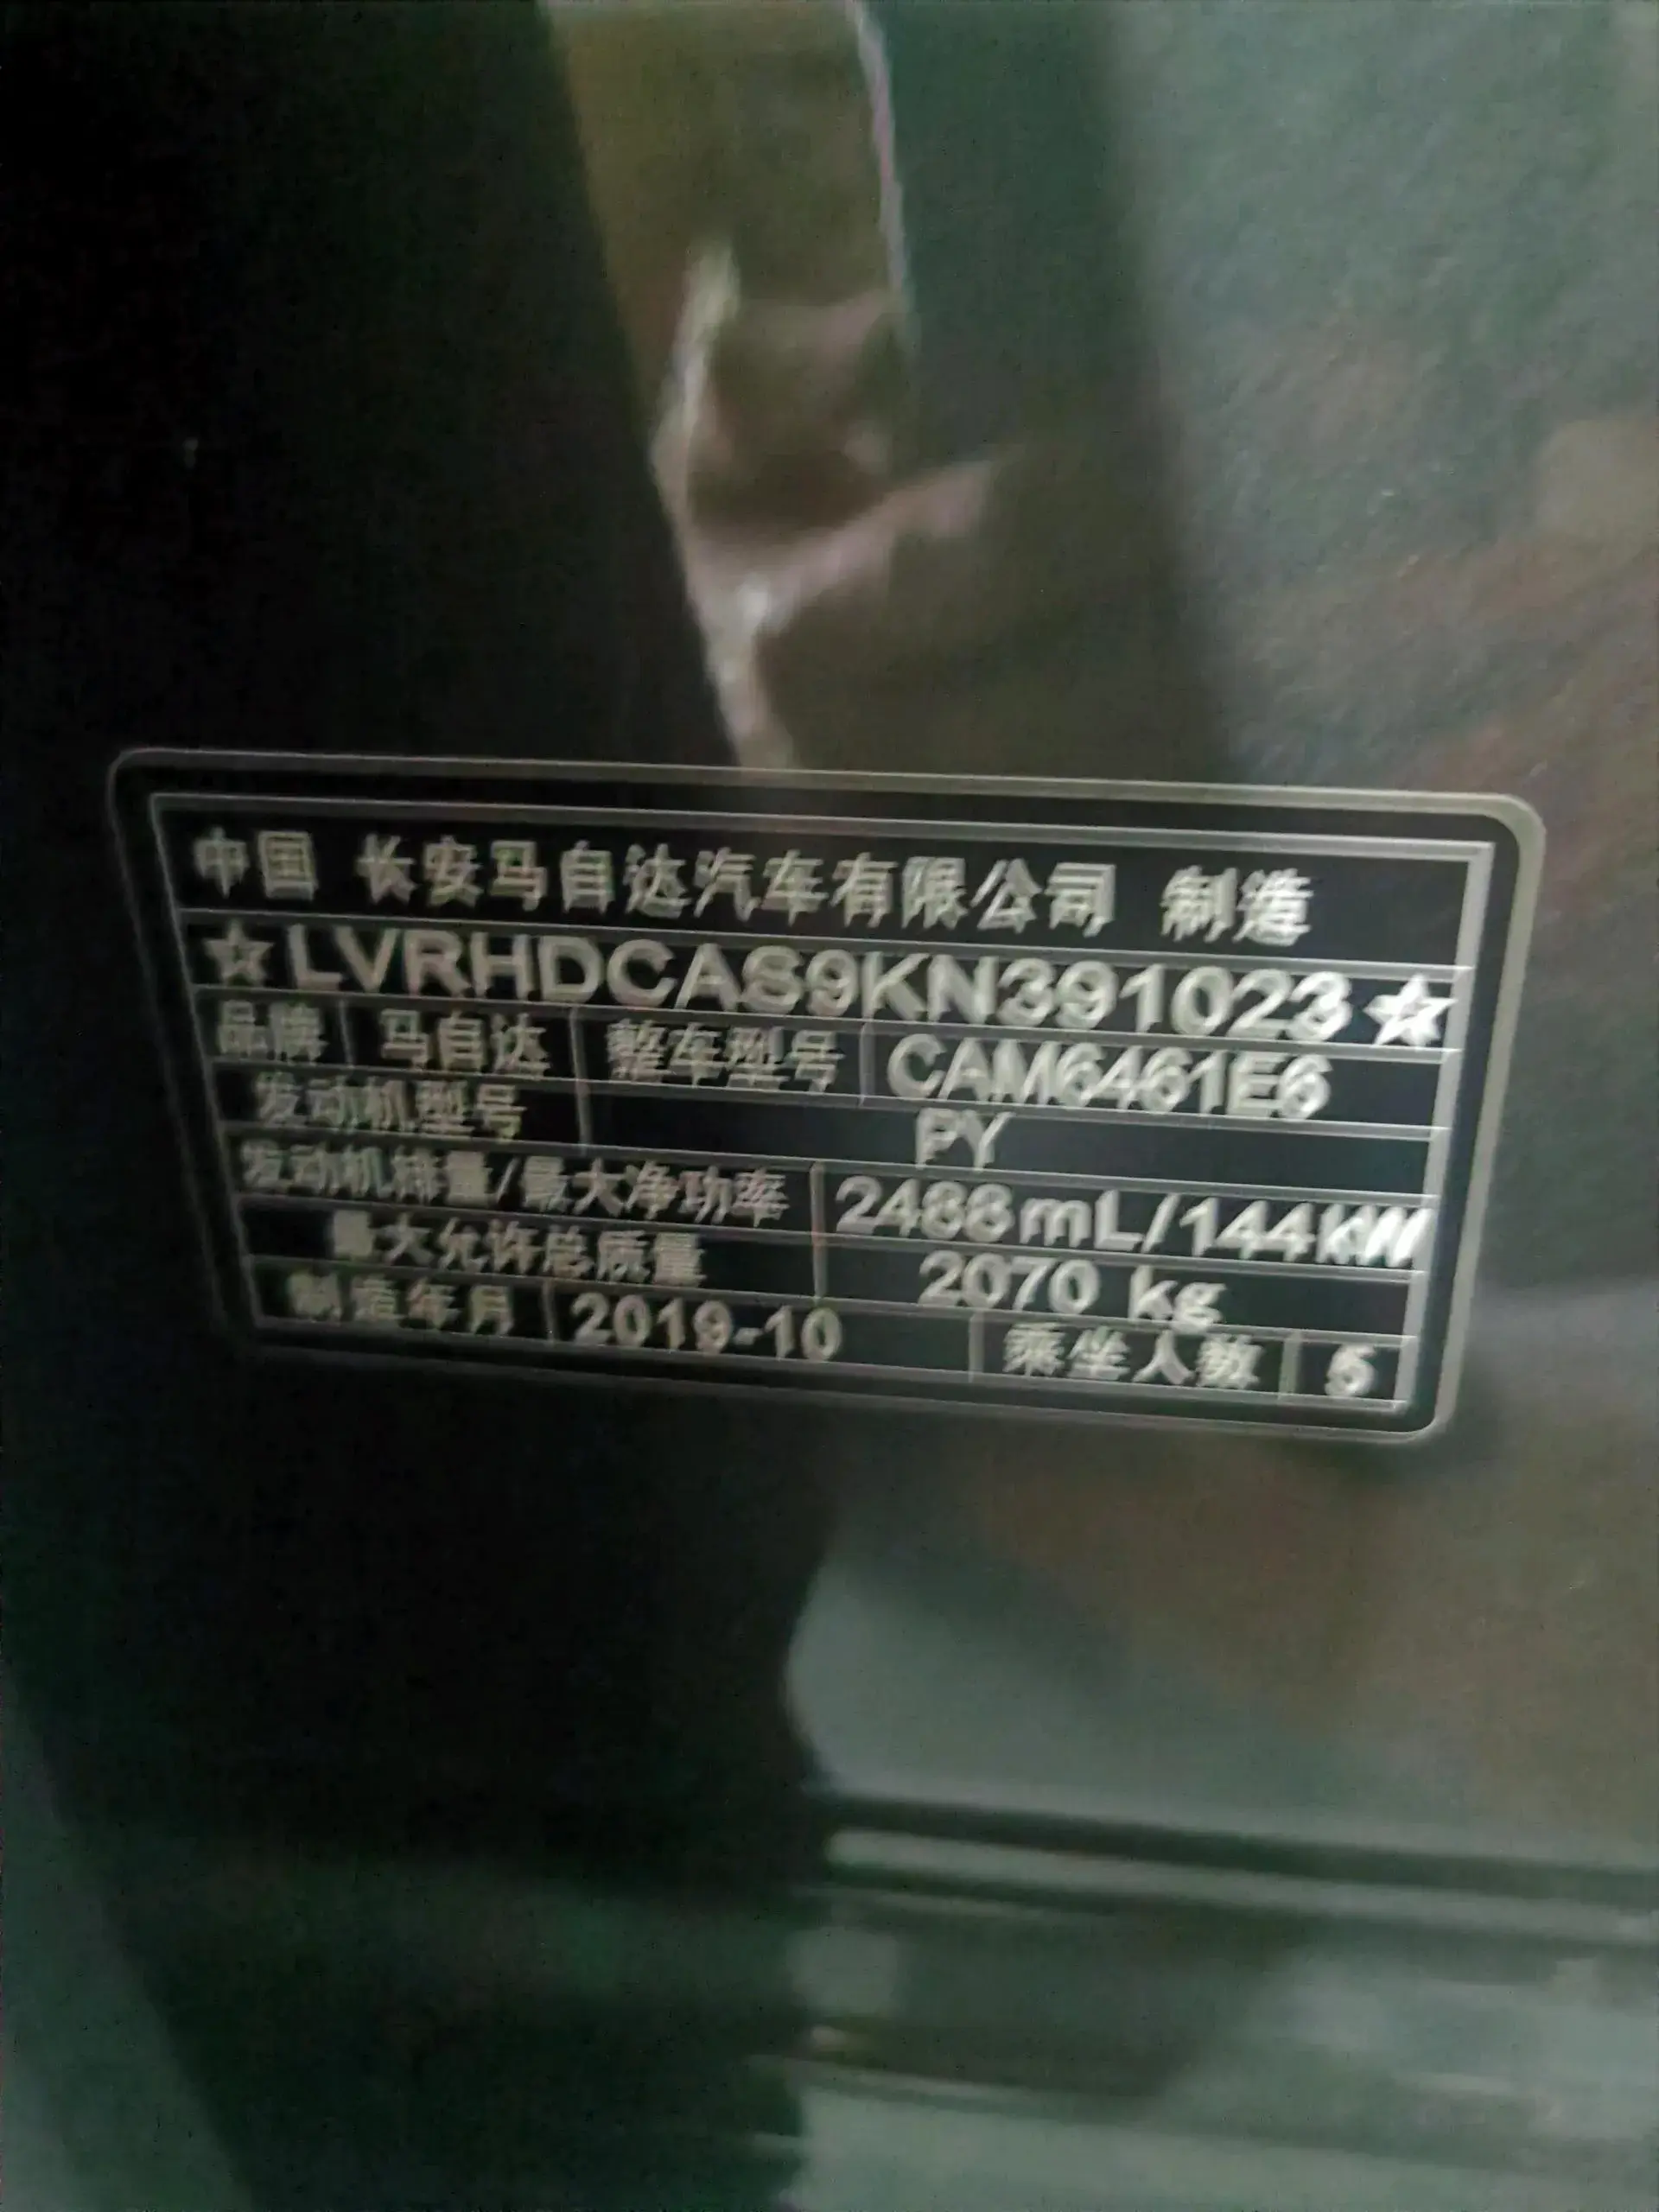 中国 长安马自达汽车有限公司 制造
☆LVRHDCAS9KN391023☆
品牌 马自达 整车型号 CAM6461E6
发动机型号 PY
发动机排量/最大净功率 2488mL/144kW
最大允许总质量 2070 kg
制造年月 2019-10 乘坐人数 5